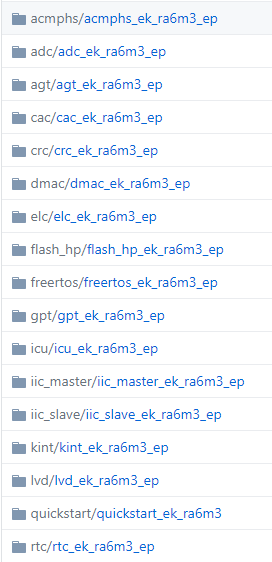 acmphs/acmphs_ek_ra6m3_ep
adc/adc_ek_ra6m3_ep
agt/agt_ek_ra6m3_ep
cac/cac_ek_ra6m3_ep
crc/crc_ek_ra6m3_ep
dmac/dmac_ek_ra6m3_ep
elc/elc_ek_ra6m3_ep
flash_hp/flash_hp_ek_ra6m3_ep
freertos/freertos_ek_ra6m3_ep
gpt/gpt_ek_ra6m3_ep
icu/icu_ek_ra6m3_ep
iic_master/iic_master_ek_ra6m3_ep
iic_slave/iic_slave_ek_ra6m3_ep
kint/kint_ek_ra6m3_ep
lvd/lvd_ek_ra6m3_ep
quickstart/quickstart_ek_ra6m3
rtc/rtc_ek_ra6m3_ep